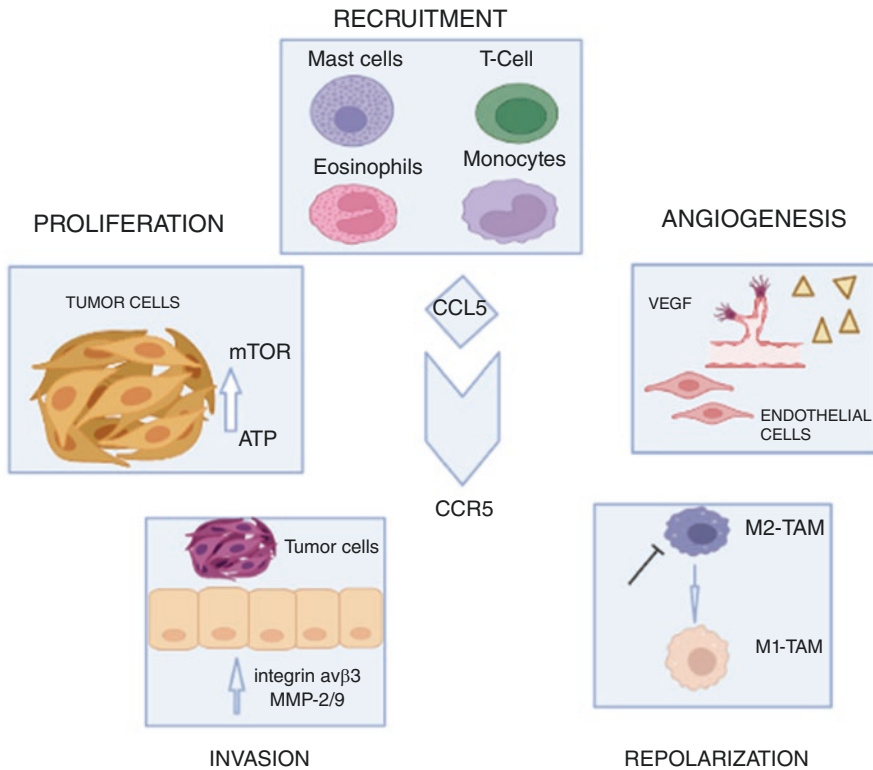 RECRUITMENT
Mast cells
T-Cell
Eosinophils
Monocytes
PROLIFERATION
TUMOR CELLS
mTOR
ATP
CCL5
CCR5
ANGIOGENESIS
VEGF
ENDOTHELIAL
CELLS
Tumor cells
integrin avβ3
MMP-2/9
INVASION
M2-TAM
M1-TAM
REPOLARIZATION